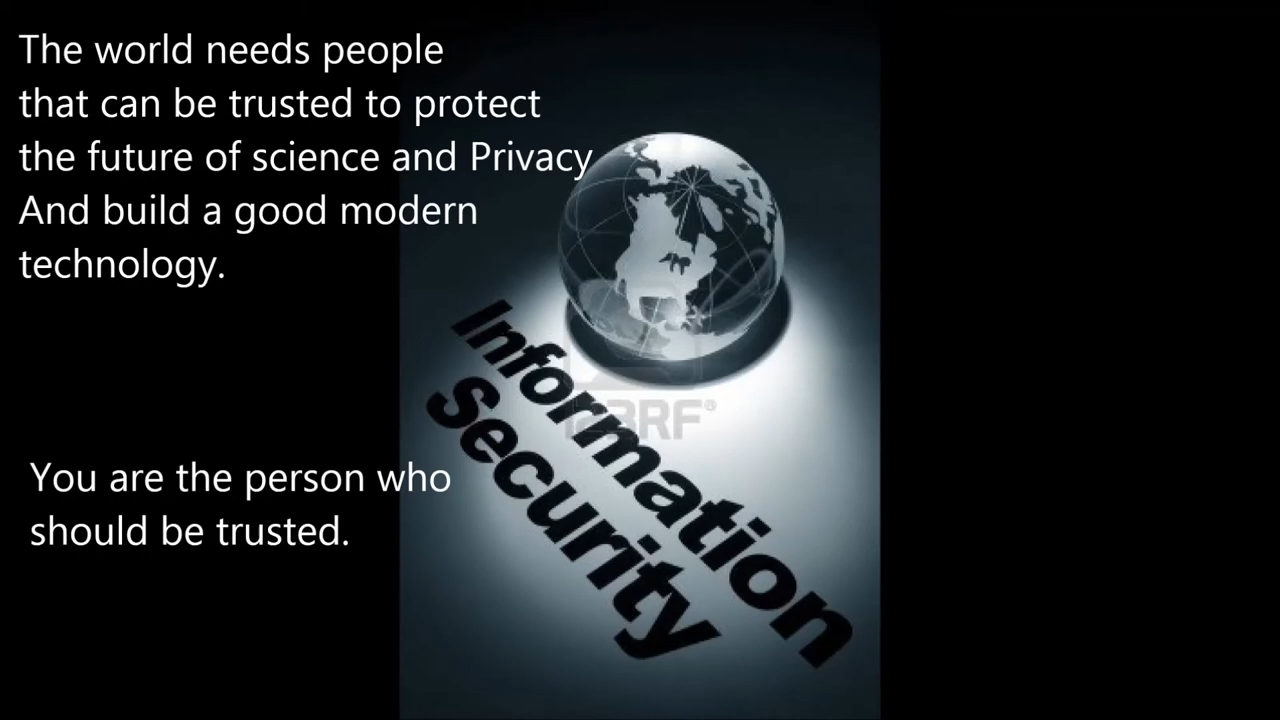 The world needs people
that can be trusted to protect
the future of science and Privacy
And build a good modern
technology.
Information
Security
123RF®
You are the person who
should be trusted.